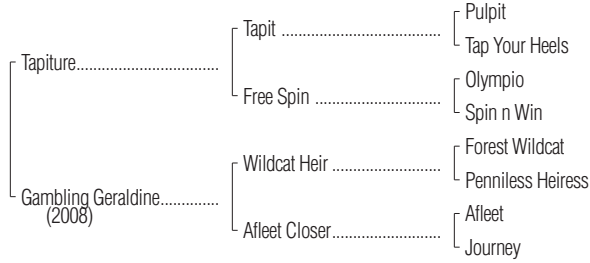 Pulpit
Tapit ........................................
Tap Your Heels
Tapiture..................................
Olympio
Free Spin ................................
Spin n Win
Forest Wildcat
Wildcat Heir ............................
Penniless Heiress
Gambling Geraldine..............
(2008)
Afleet
Afleet Closer............................
Journey